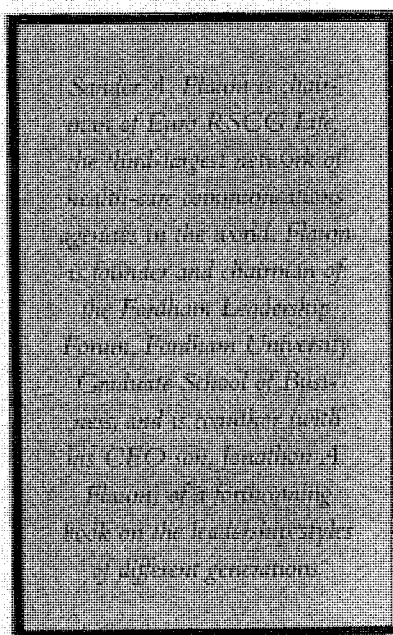 Sander A. Flaum is chair-
man of Euro RSCG Life,
the third-largest network of
health-care communications
agencies in the world. Flaum
is founder and chairman of
the Fordham Leadership
Forum, Fordham University
Graduate School of Busi-
ness, and is coauthor (with
his CEO son, Jonathon A.
Flaum) of a forthcoming
book on the leadership styles
of different generations.